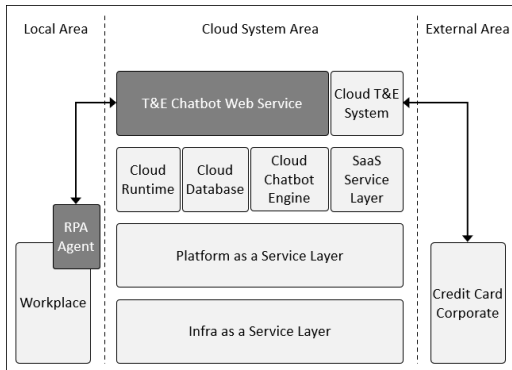 Local Area
Cloud System Area
External Area
T&E Chatbot Web Service
Cloud T&E
System
Cloud
Runtime
Cloud
Database
Cloud
Chatbot
Engine
SaaS
Service
Layer
RPA
Agent
Platform as a Service Layer
Workplace
Credit Card
Corporate
Infra as a Service Layer